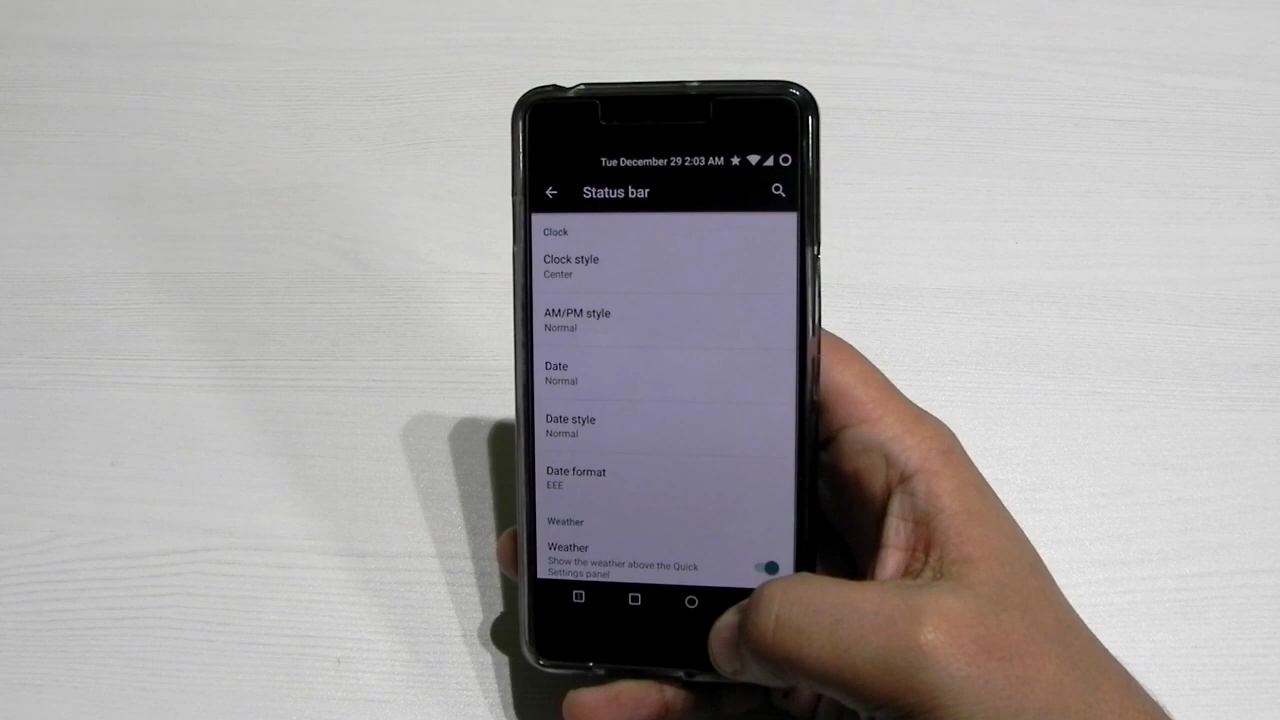 Tue December 29 2:03 AM
Status bar
Clock
Clock style
Center
AM/PM style
Normal
Date
Normal
Date style
Normal
Date format
EEE
Weather
Weather
Show the weather above the Quick
Settings panel